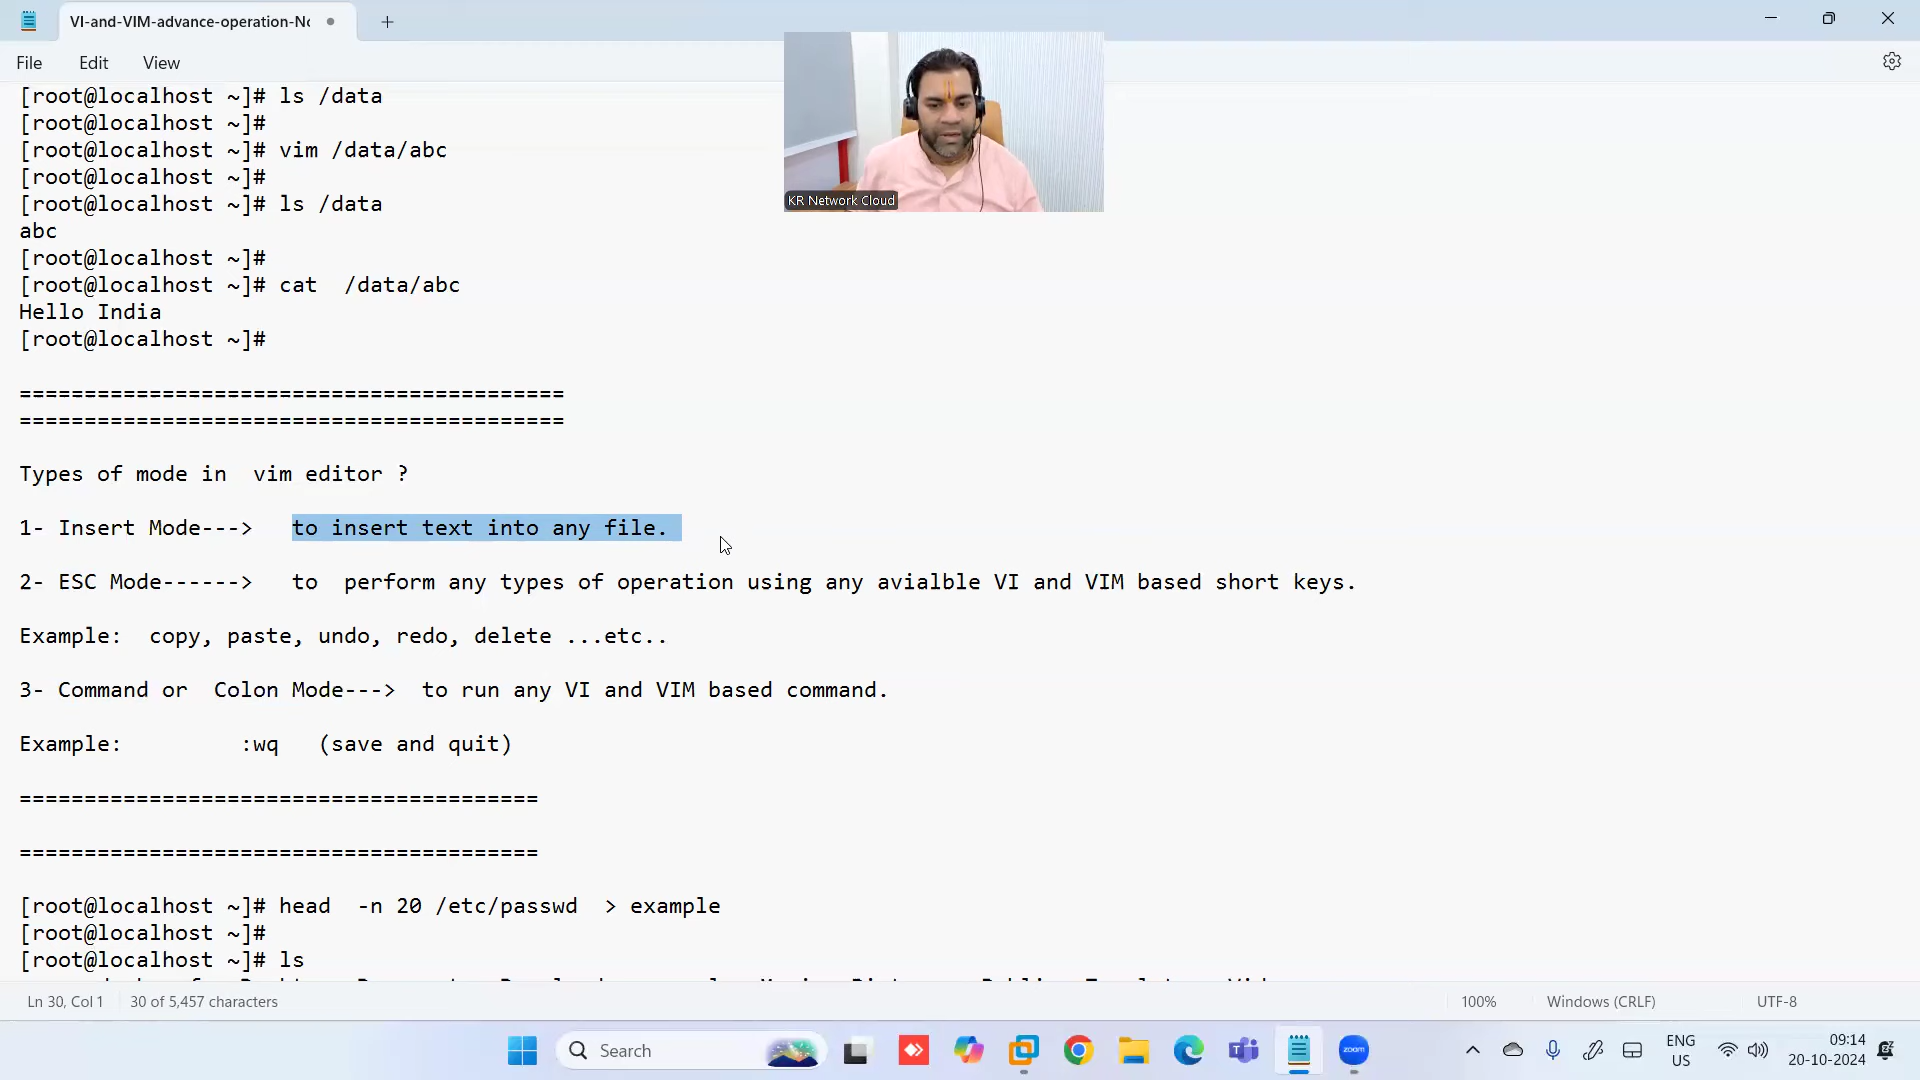 VI-and-VIM-advance-operation-No
File Edit View
[root@localhost ~]# ls /data
[root@localhost ~]#
[root@localhost ~]# vim /data/abc
[root@localhost ~]#
[root@localhost ~]# ls /data
abc
[root@localhost ~]#
[root@localhost ~]# cat  /data/abc
Hello India
[root@localhost ~]#
KR Network Cloud
==========================================
==========================================
Types of mode in  vim editor ?
1- Insert Mode--->   to insert text into any file.
2- ESC Mode------>   to  perform any types of operation using any avialble VI and VIM based short keys.
Example:  copy, paste, undo, redo, delete ...etc..
3- Command or  Colon Mode--->  to run any VI and VIM based command.
Example:         :wq   (save and quit)
========================================
========================================
[root@localhost ~]# head  -n 20 /etc/passwd  > example
[root@localhost ~]#
[root@localhost ~]# ls
Ln 30, Col 1 30 of 5,457 characters 100% Windows (CRLF) UTF-8
Search
zoom
ENG
US
09:14
20-10-2024